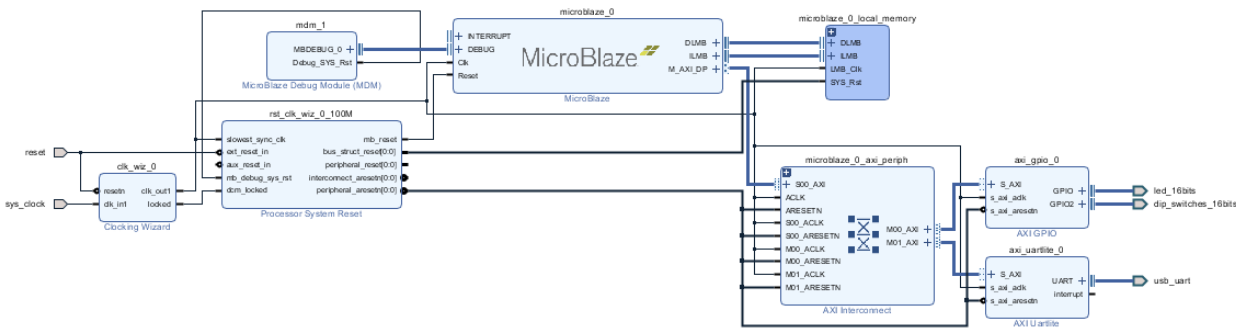 mdm_1
MBDEBUG_0
Debug_SYS_Rst
MicroBlaze Debug Module (MDM)
microblaze_0
INTERRUPT
DEBUG
Clk
Reset
MicroBlaze
DLMB
ILMB
M_AXI_DP
MicroBlaze
microblaze_0_local_memory
DLMB
ILMB
LMB_Clk
SYS_Rst
rst_clk_wiz_0_100M
slowest_sync_clk
ext_reset_in
aux_reset_in
mb_debug_sys_rst
dcm_locked
mb_reset
bus_struct_reset[0:0]
peripheral_reset[0:0]
interconnect_aresetn[0:0]
peripheral_aresetn[0:0]
Processor System Reset
reset
sys_clock
clk_wiz_0
resetn
clk_in1
clk_out1
locked
Clocking Wizard
microblaze_0_axi_periph
S00_AXI
ACLK
ARESETN
S00_ACLK
S00_ARESETN
M00_ACLK
M00_ARESETN
M01_ACLK
M01_ARESETN
M00_AXI
M01_AXI
AXI Interconnect
axi_gpio_0
S_AXI
s_axi_aclk
s_axi_aresetn
GPIO
GPIO2
AXI GPIO
led_16bits
dip_switches_16bits
axi_uartlite_0
S_AXI
s_axi_aclk
s_axi_aresetn
UART
interrupt
AXI Uartlite
usb_uart